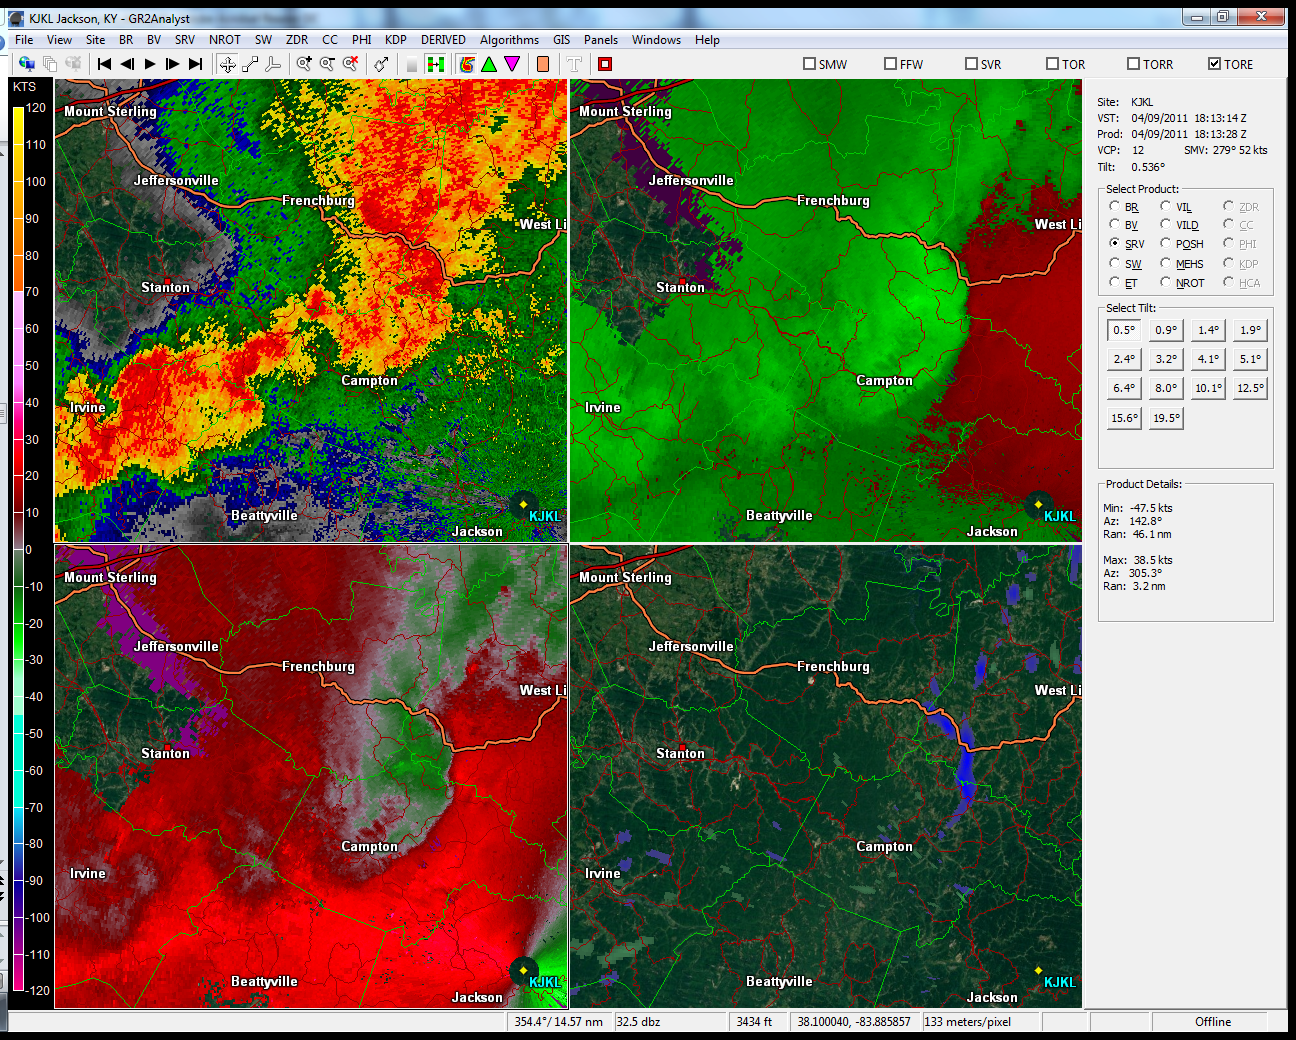 KJKL Jackson, KY - GR2Analyst
File View Site BR BV SRV NROT SW ZDR CC PHI KDP DERIVED Algorithms GIS Panels Windows Help
SMW FFW SVR TOR TORR TORE
KTS
120
110
100
90
80
70
60
50
40
30
20
10
0
-10
-20
-30
-40
-50
-60
-70
-80
-90
-100
-110
-120
Mount Sterling
Jeffersonville
Frenchburg
West Li
Stanton
Campton
Irvine
Beattyville
KJKL
Jackson
Mount Sterling
Jeffersonville
Frenchburg
West Li
Stanton
Campton
Irvine
Beattyville
KJKL
Jackson
Mount Sterling
Jeffersonville
Frenchburg
West Li
Stanton
Campton
Irvine
Beattyville
KJKL
Jackson
Mount Sterling
Jeffersonville
Frenchburg
West Li
Stanton
Campton
Irvine
Beattyville
KJKL
Jackson
Site: KJKL
VST: 04/09/2011 18:13:14 Z
Prod: 04/09/2011 18:13:28 Z
VCP: 12 SMV: 279° 52 kts
Tilt: 0.536°
Select Product:
BR VIL ZDR
BV VILD CC
SRV POSH PHI
SW MEHS KDP
ET NROT HCA
Select Tilt:
0.5° 0.9° 1.4° 1.9°
2.4° 3.2° 4.1° 5.1°
6.4° 8.0° 10.1° 12.5°
15.6° 19.5°
Product Details:
Min: -47.5 kts
Az: 142.8°
Ran: 46.1 nm
Max: 38.5 kts
Az: 305.3°
Ran: 3.2 nm
354.4°/ 14.57 nm 32.5 dbz 3434 ft 38.100040, -83.885857 133 meters/pixel Offline